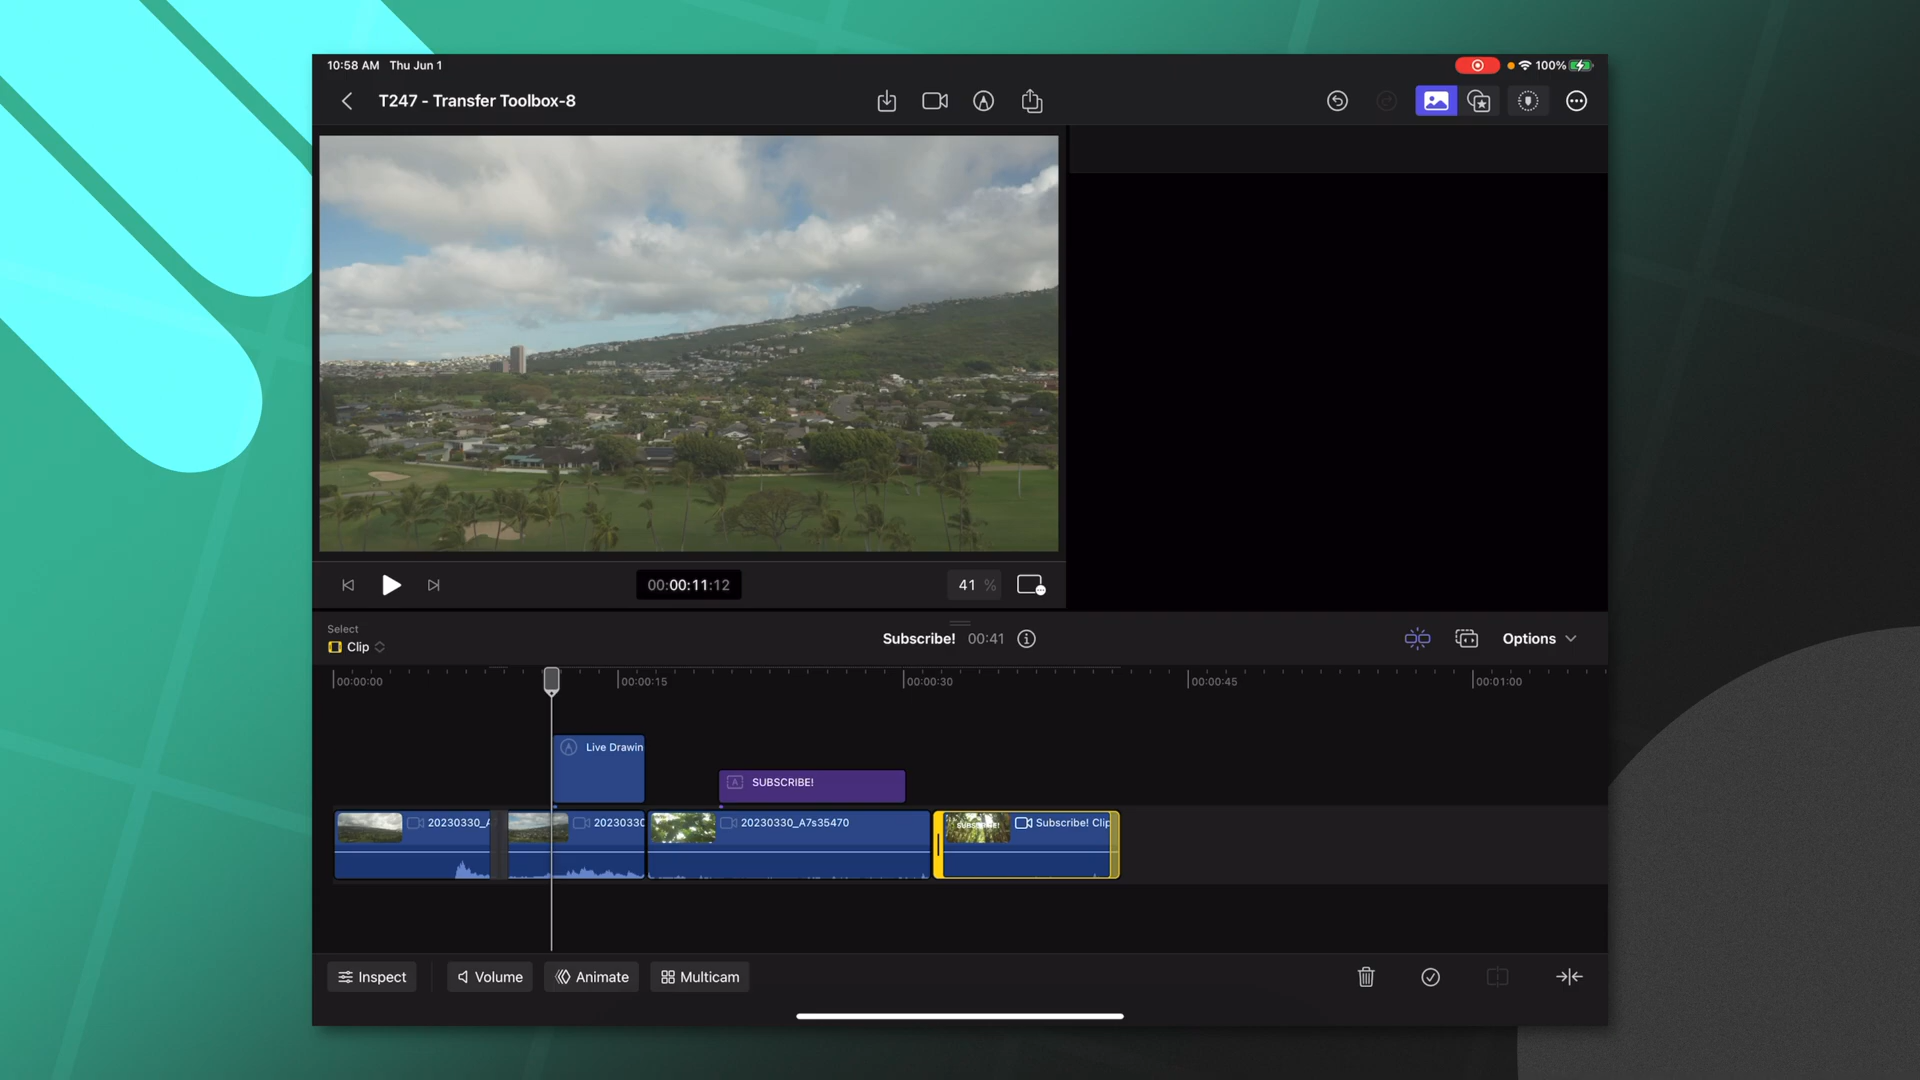 10:58 AM Thu Jun 1
100%
T247 - Transfer Toolbox-8
00:00:11:12
41 %
Select
Clip
Subscribe! 00:41
Options
00:00:00
00:00:15
00:00:30
00:00:45
00:01:00
Live Drawin
SUBSCRIBE!
20230330_A
20230330
20230330_A7s35470
SUBSCRIBE!
Subscribe! Clip
Inspect
Volume
Animate
Multicam